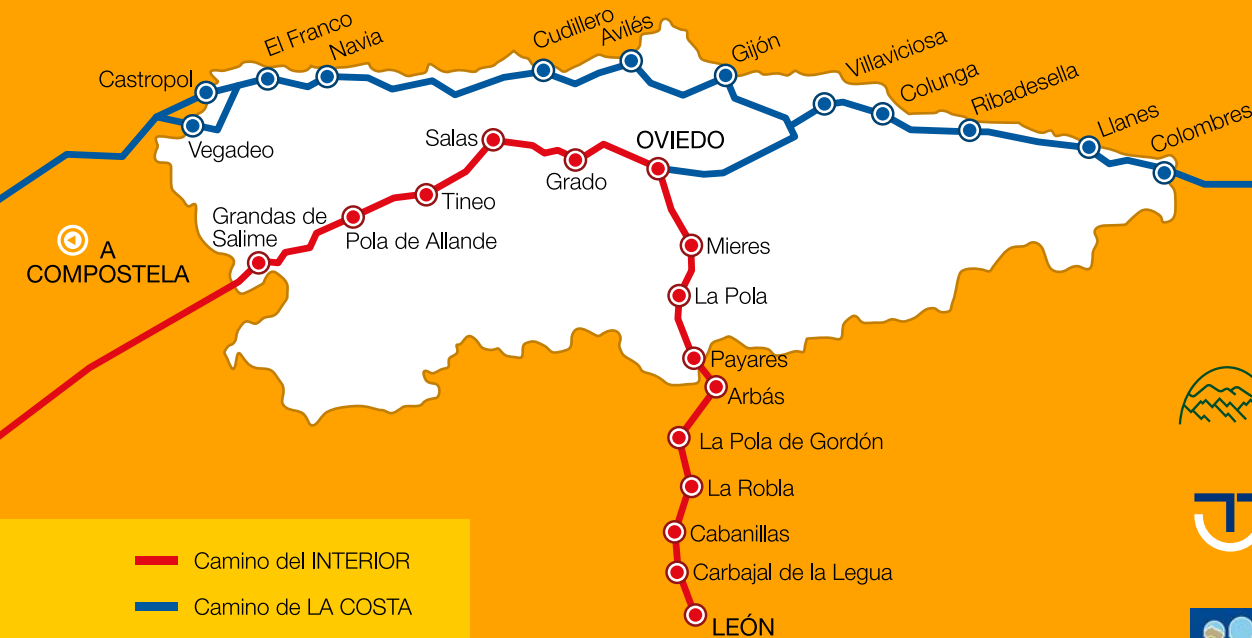 El Franco
Navia
Cudillero
Avilés
Gijón
Villaviciosa
Colunga
Ribadesella
Llanes
Colombres
Castropol
Vegadeo
Salas
OVIEDO
Grado
Tineo
Grandas de
Salime
Pola de Allande
A
COMPOSTELA
Mieres
La Pola
Payares
Arbás
La Pola de Gordón
La Robla
Cabanillas
Carbajal de la Legua
LEÓN
Camino del INTERIOR
Camino de LA COSTA